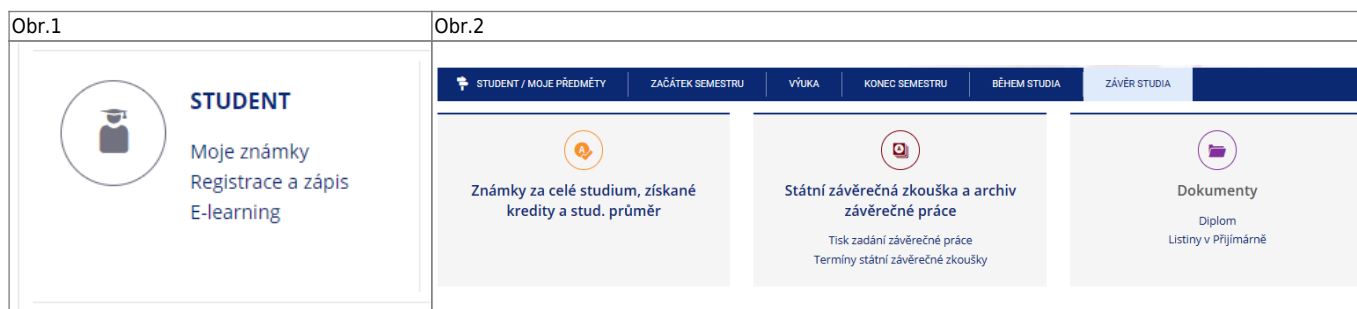 Obr.1
Obr.2
STUDENT
Moje známky
Registrace a zápis
E-learning
STUDENT / MOJE PŘEDMĚTY
ZAČÁTEK SEMESTRU
VÝUKA
KONEC SEMESTRU
BĚHEM STUDIA
ZÁVĚR STUDIA
Známky za celé studium, získané
kredity a stud. průměr
Státní závěrečná zkouška a archiv
závěrečné práce
Tisk zadání závěrečné práce
Termíny státní závěrečné zkoušky
Dokumenty
Diplom
Listiny v Přijímárně